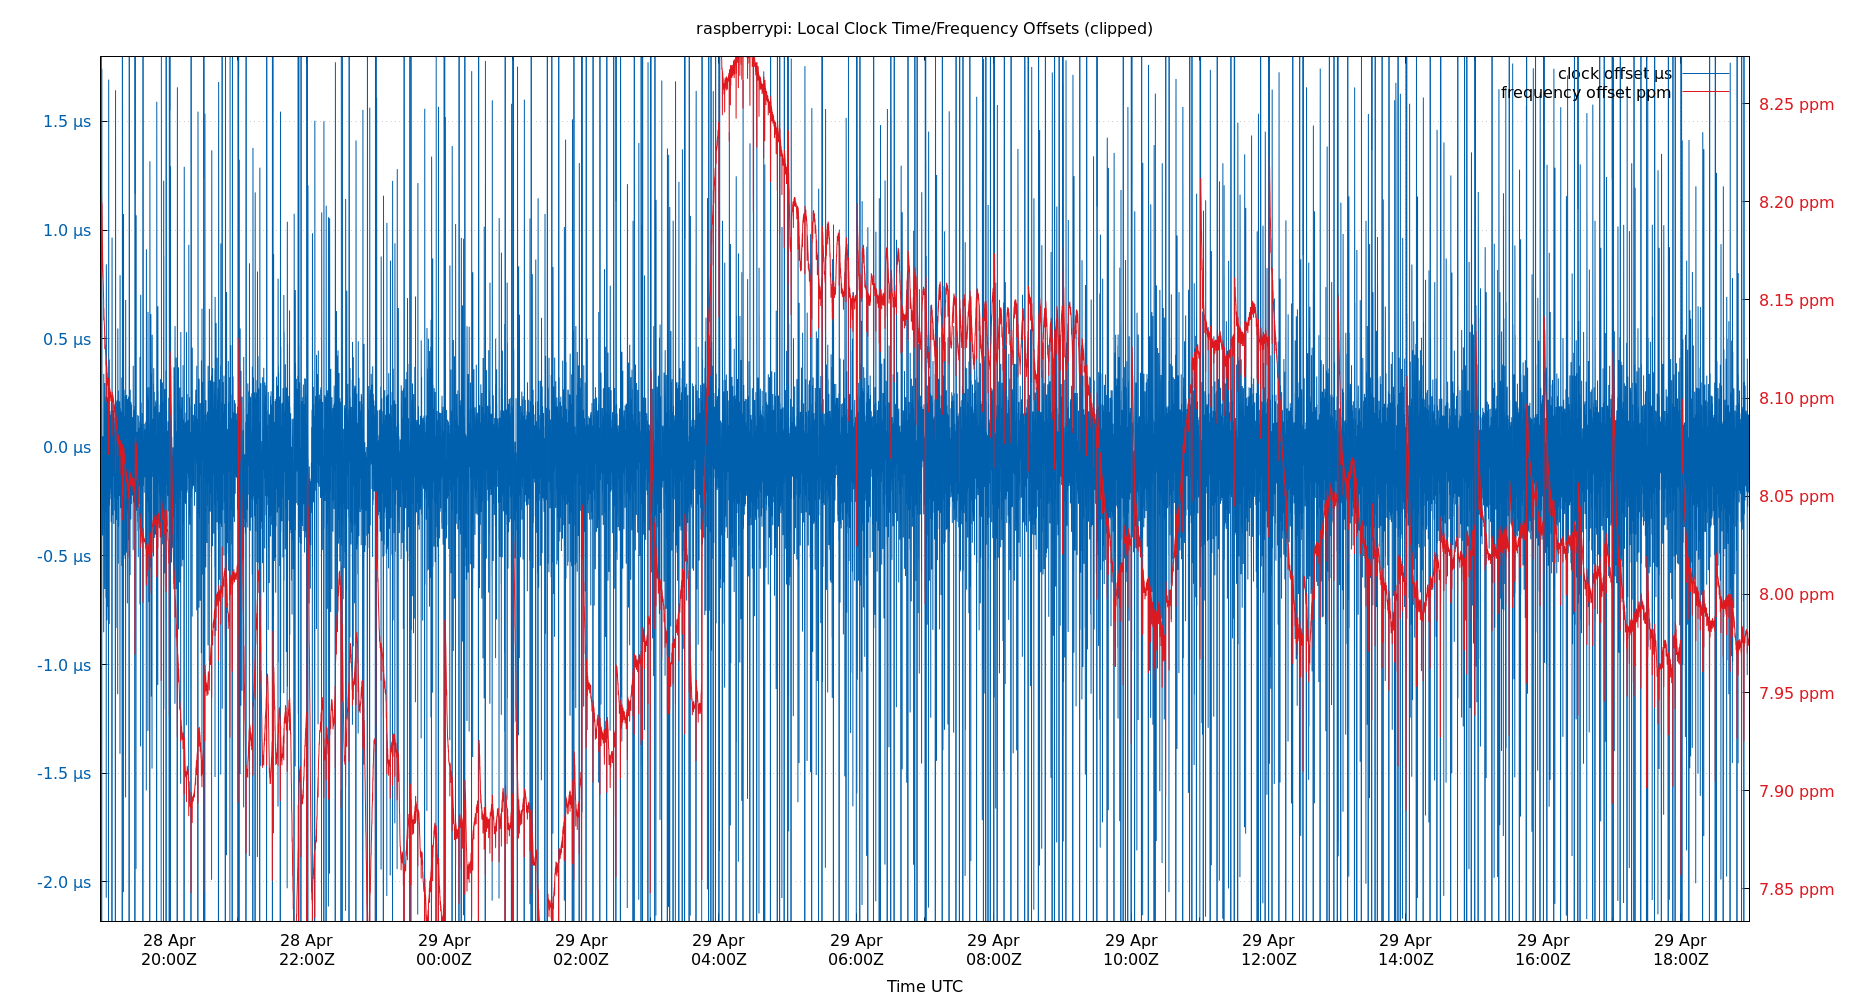 raspberrypi: Local Clock Time/Frequency Offsets (clipped)
clock offset µs
frequency offset ppm
1.5 µs
1.0 µs
0.5 µs
0.0 µs
-0.5 µs
-1.0 µs
-1.5 µs
-2.0 µs
8.25 ppm
8.20 ppm
8.15 ppm
8.10 ppm
8.05 ppm
8.00 ppm
7.95 ppm
7.90 ppm
7.85 ppm
28 Apr
20:00Z
28 Apr
22:00Z
29 Apr
00:00Z
29 Apr
02:00Z
29 Apr
04:00Z
29 Apr
06:00Z
29 Apr
08:00Z
29 Apr
10:00Z
29 Apr
12:00Z
29 Apr
14:00Z
29 Apr
16:00Z
29 Apr
18:00Z
Time UTC